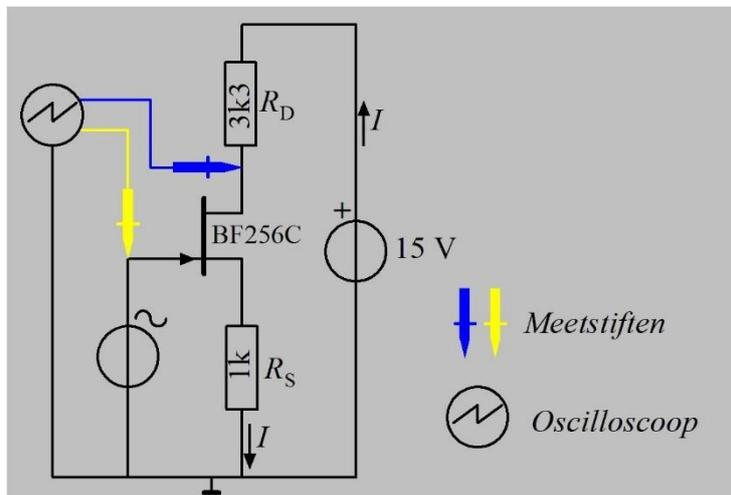 3k3
R_D
I
BF256C
+
15 V
1k
R_S
I
Meetstiften
Oscilloscoop